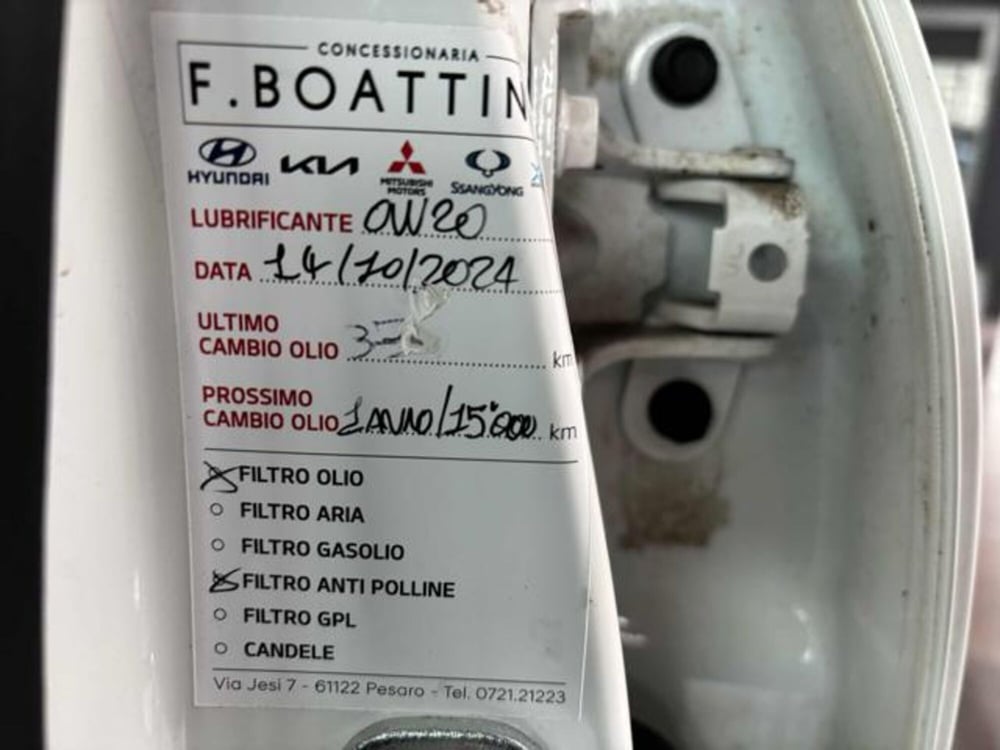 CONCESSIONARIA
F.BOATTIN
HYUNDAI KIA MITSUBISHI MOTORS SSANGYONG
LUBRIFICANTE 0W20
DATA 14/10/2024
ULTIMO
CAMBIO OLIO km
PROSSIMO
CAMBIO OLIO 1 ANNO/15'000 km
FILTRO OLIO
FILTRO ARIA
FILTRO GASOLIO
FILTRO ANTI POLLINE
FILTRO GPL
CANDELE
Via Jesi 7 - 61122 Pesaro - Tel. 0721.21223